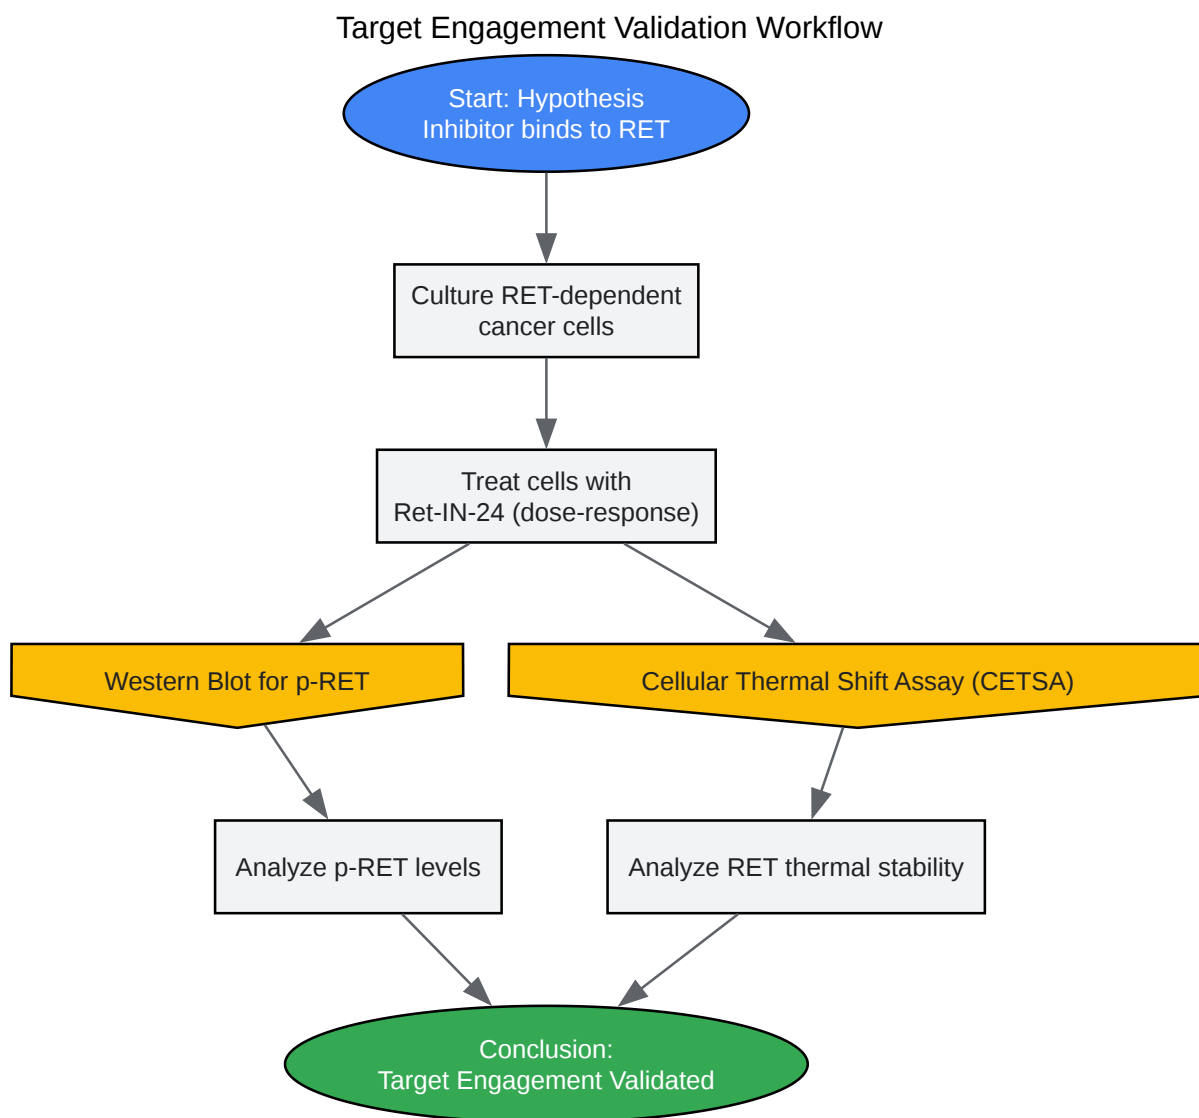 Target Engagement Validation Workflow
Start: Hypothesis
Inhibitor binds to RET
Culture RET-dependent
cancer cells
Treat cells with
Ret-IN-24 (dose-response)
Western Blot for p-RET
Cellular Thermal Shift Assay (CETSA)
Analyze p-RET levels
Analyze RET thermal stability
Conclusion:
Target Engagement Validated